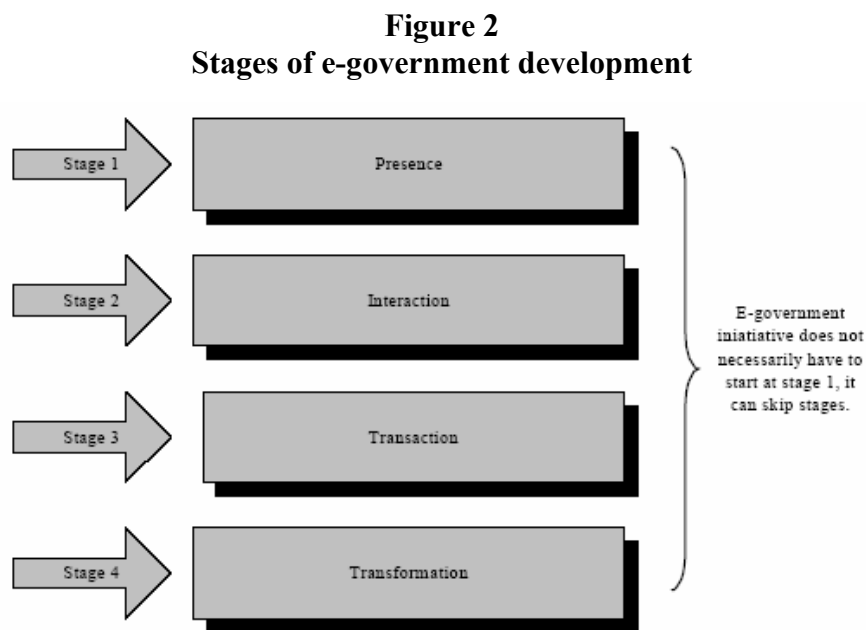 Figure 2
Stages of e-government development
Stage 1
Presence
Stage 2
Interaction
E-government
iniatiative does not
necessarily have to
start at stage 1, it
can skip stages.
Stage 3
Transaction
Stage 4
Transformation